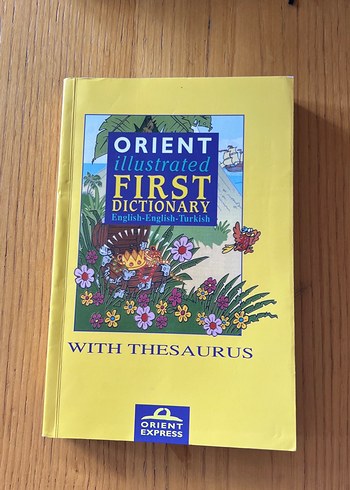 ORIENT
illustrated
FIRST
DICTIONARY
English-English-Turkish
WITH THESAURUS
ORIENT
EXPRESS